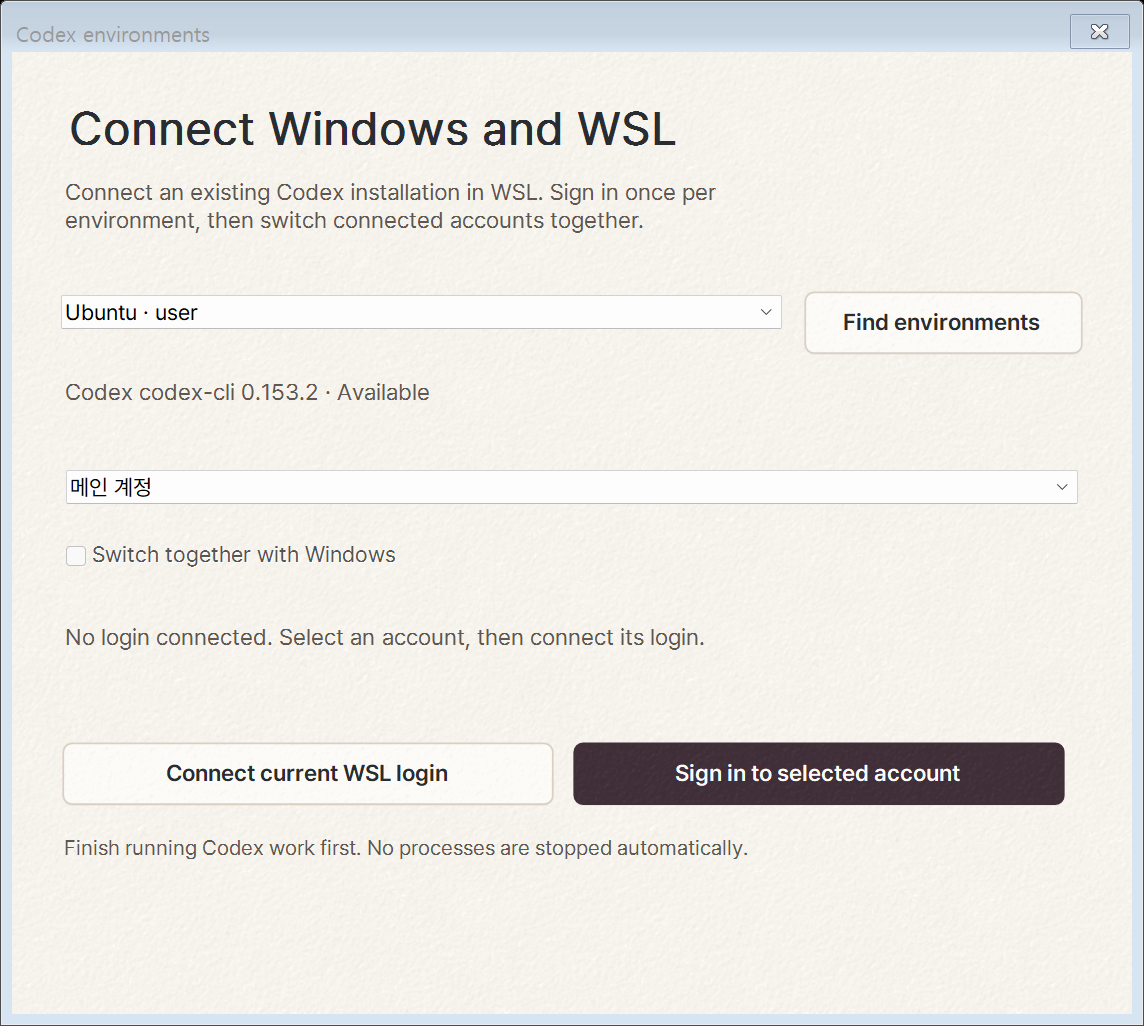 Codex environments
Connect Windows and WSL
Connect an existing Codex installation in WSL. Sign in once per
environment, then switch connected accounts together.
Ubuntu · user
Find environments
Codex codex-cli 0.153.2 · Available
메인 계정
Switch together with Windows
No login connected. Select an account, then connect its login.
Connect current WSL login
Sign in to selected account
Finish running Codex work first. No processes are stopped automatically.